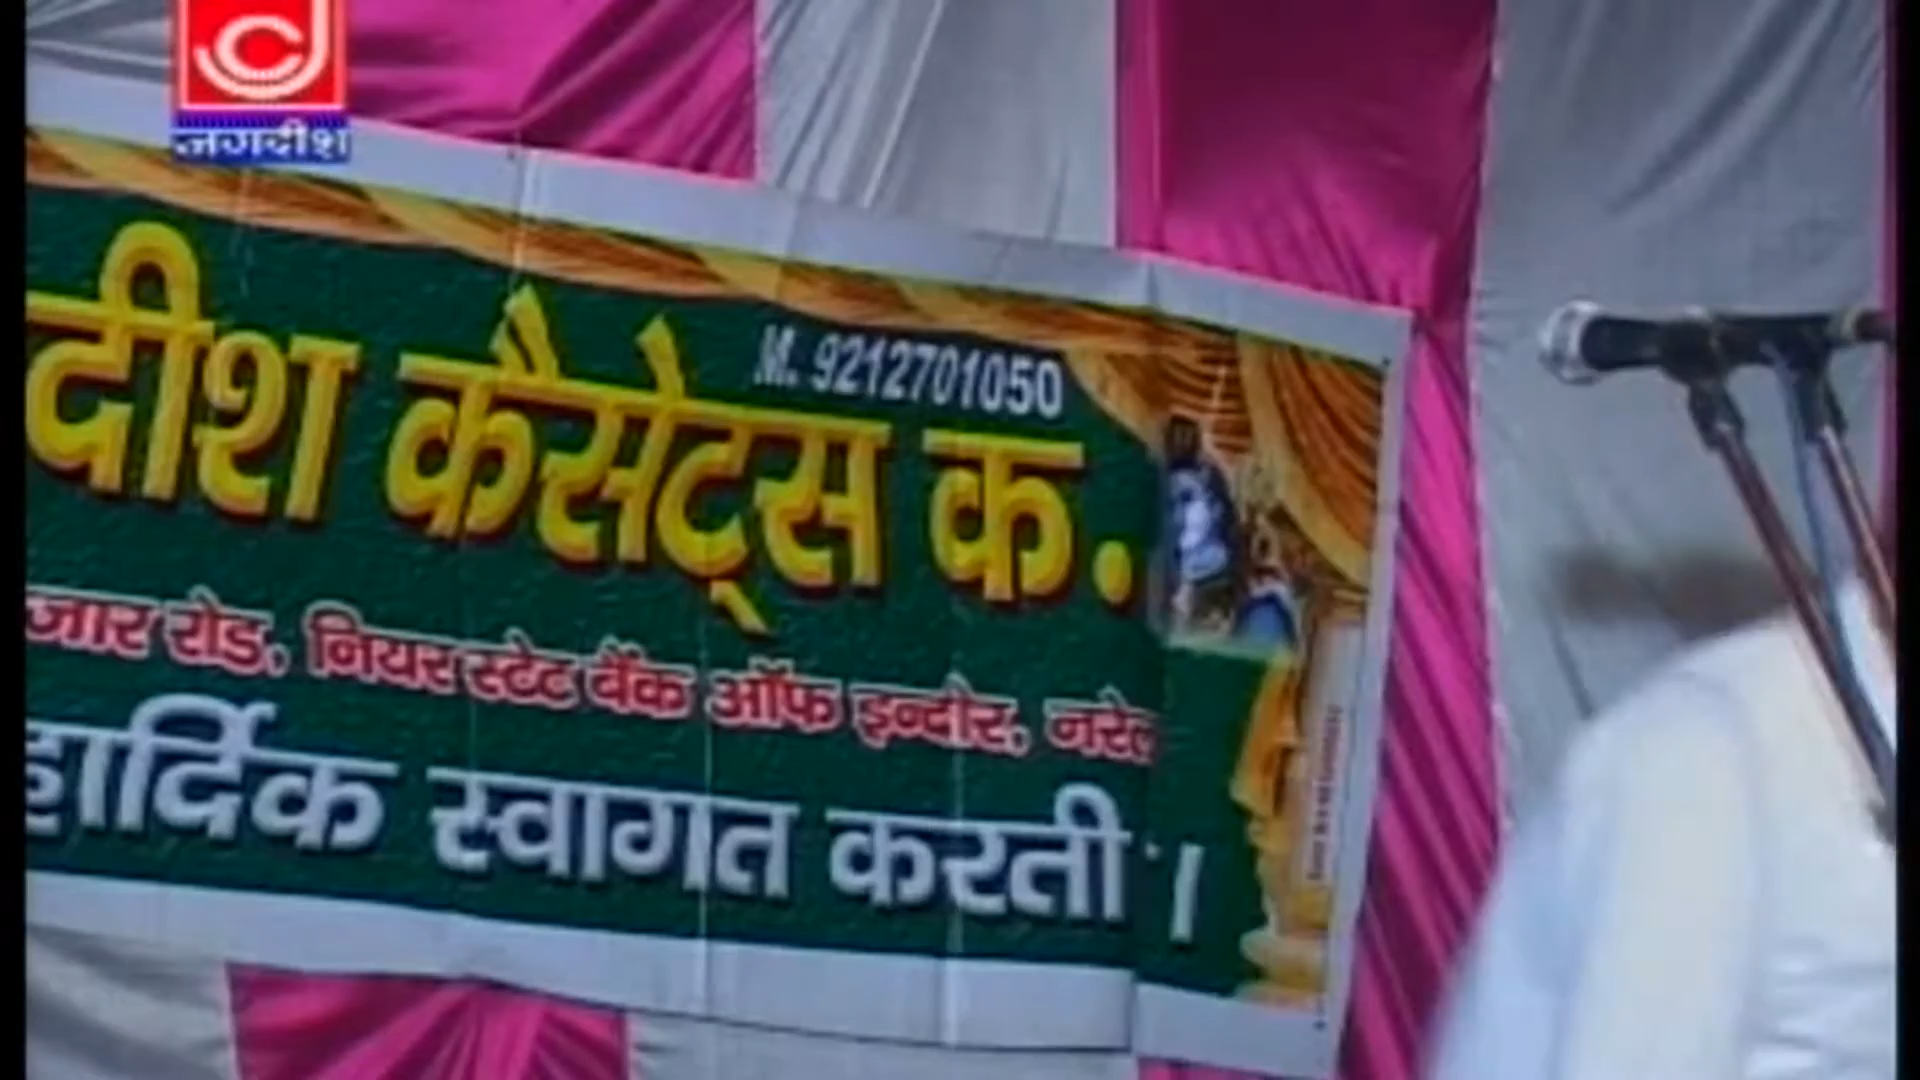 जगदीश
M. 9212701050
दीश कैसेट्स क.
जार रोड, नियर स्टेट बैंक ऑफ इन्दोर, नरेल
हार्दिक स्वागत करती ।